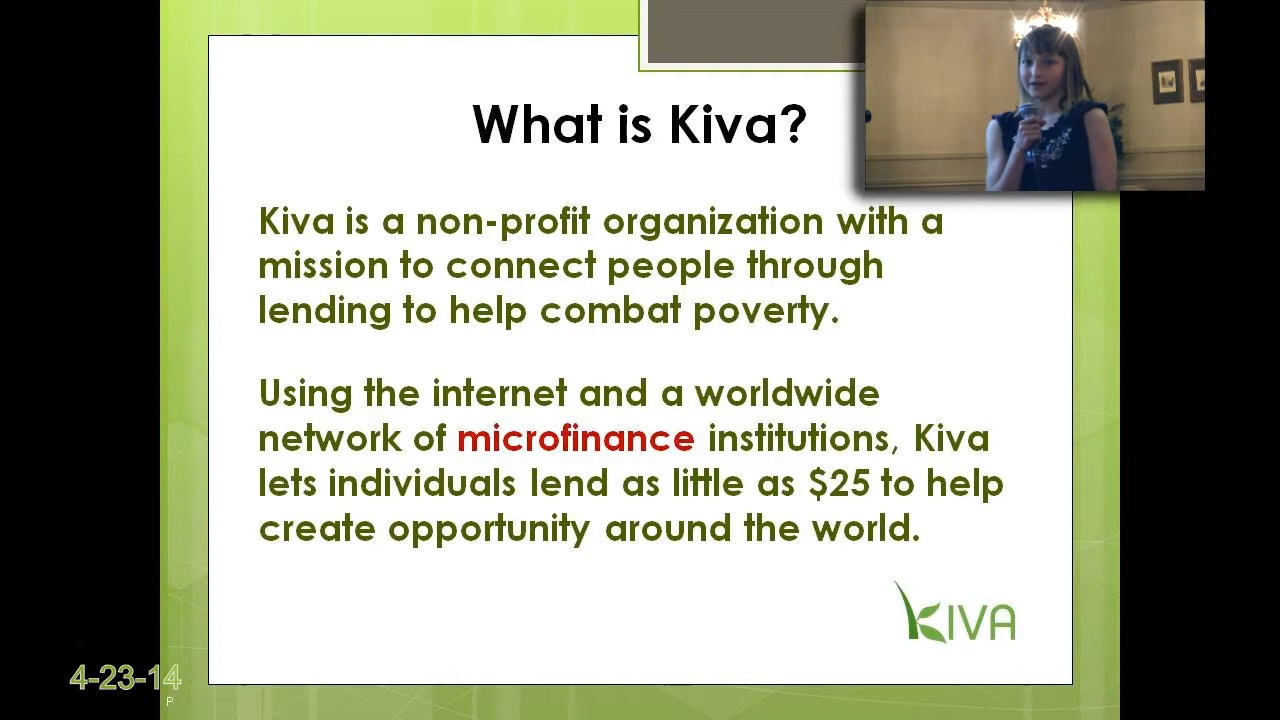 What is Kiva?
Kiva is a non-profit organization with a
mission to connect people through
lending to help combat poverty.
Using the internet and a worldwide
network of microfinance institutions, Kiva
lets individuals lend as little as $25 to help
create opportunity around the world.
KIVA
4-23-14
P